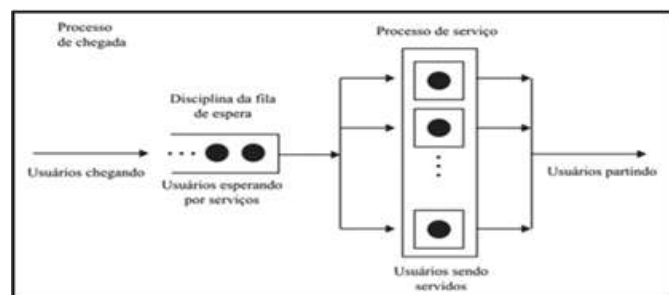 Processo
de chegada
Processo de serviço
Disciplina da fila
de espera
Usuários chegando
Usuários esperando
por serviços
Usuários partindo
Usuários sendo
servidos